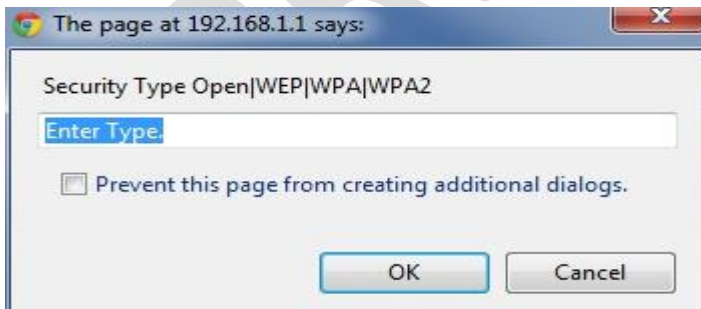 The page at 192.168.1.1 says:
Security Type Open|WEP|WPA|WPA2
Enter Type.
Prevent this page from creating additional dialogs.
OK Cancel